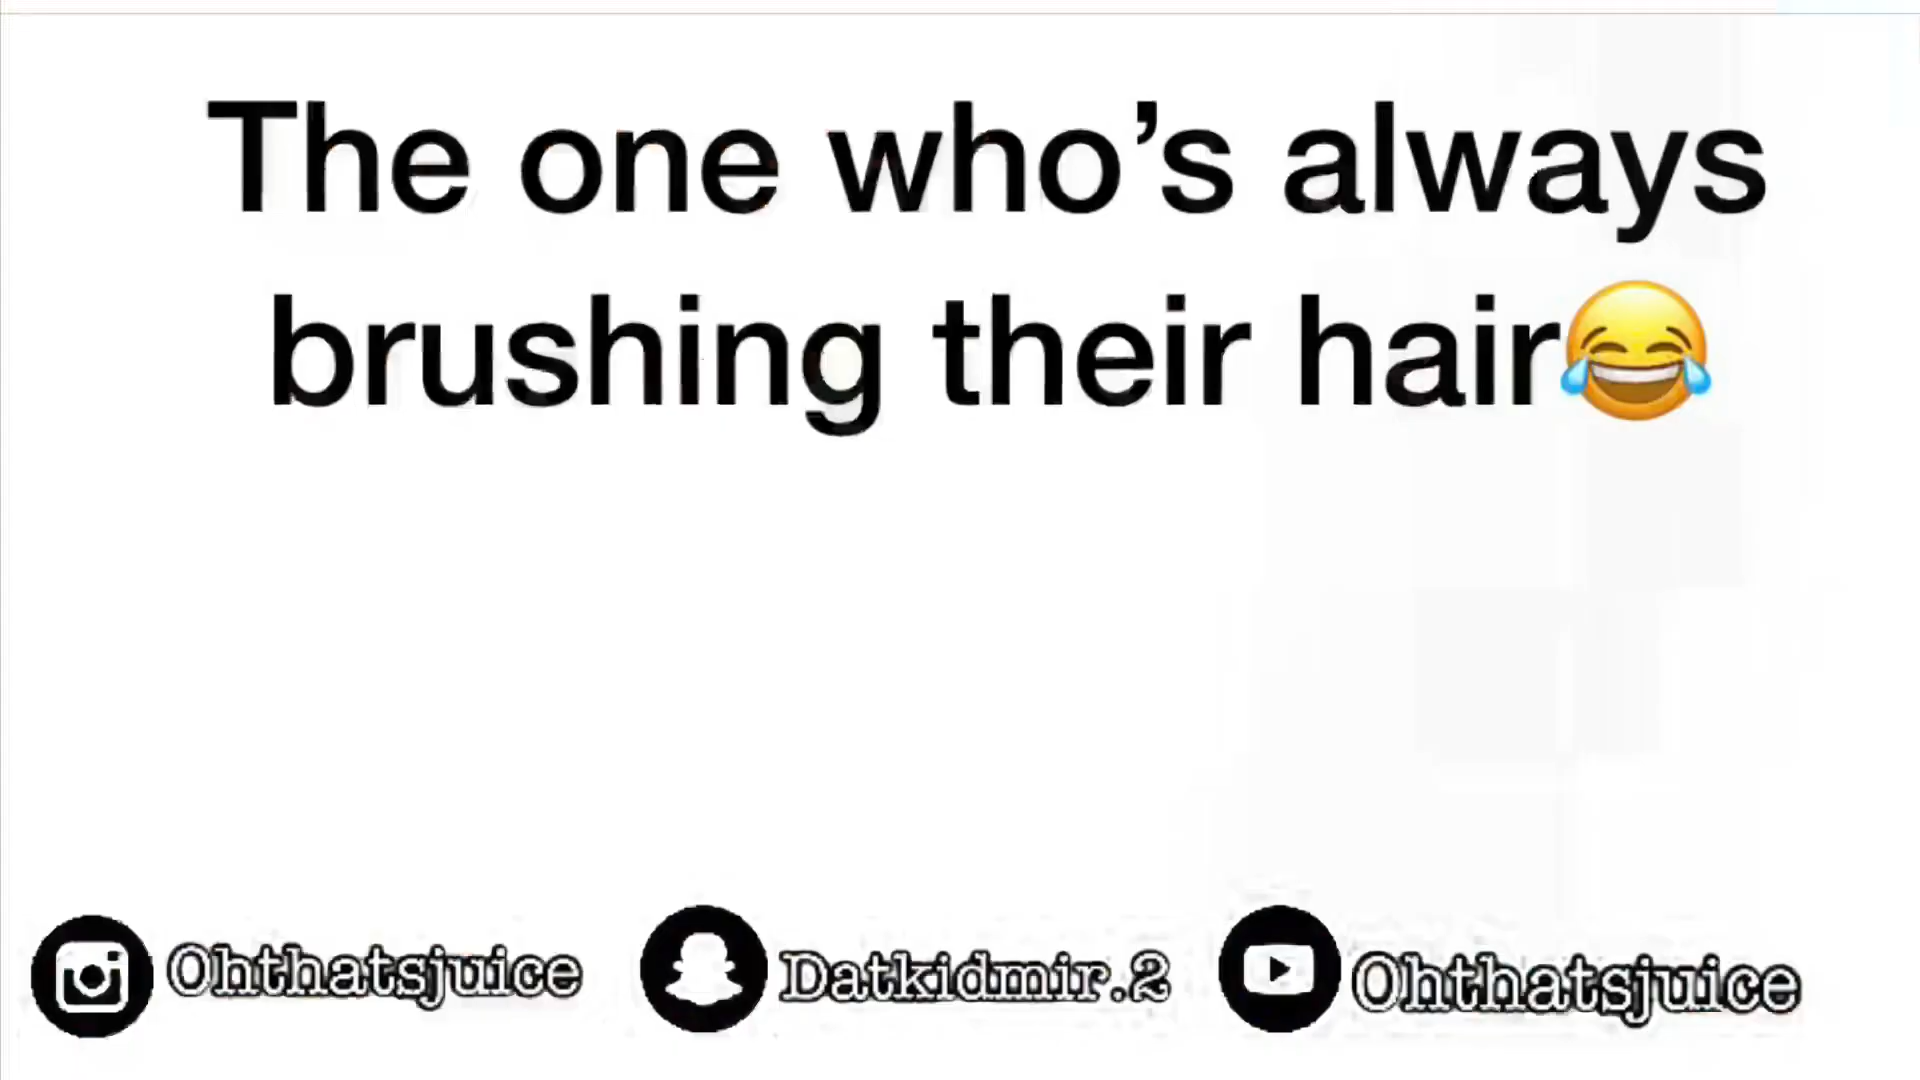 The one who’s always
brushing their hair😂
Ohthatsjuice Datkidmir.2 Ohthatsjuice